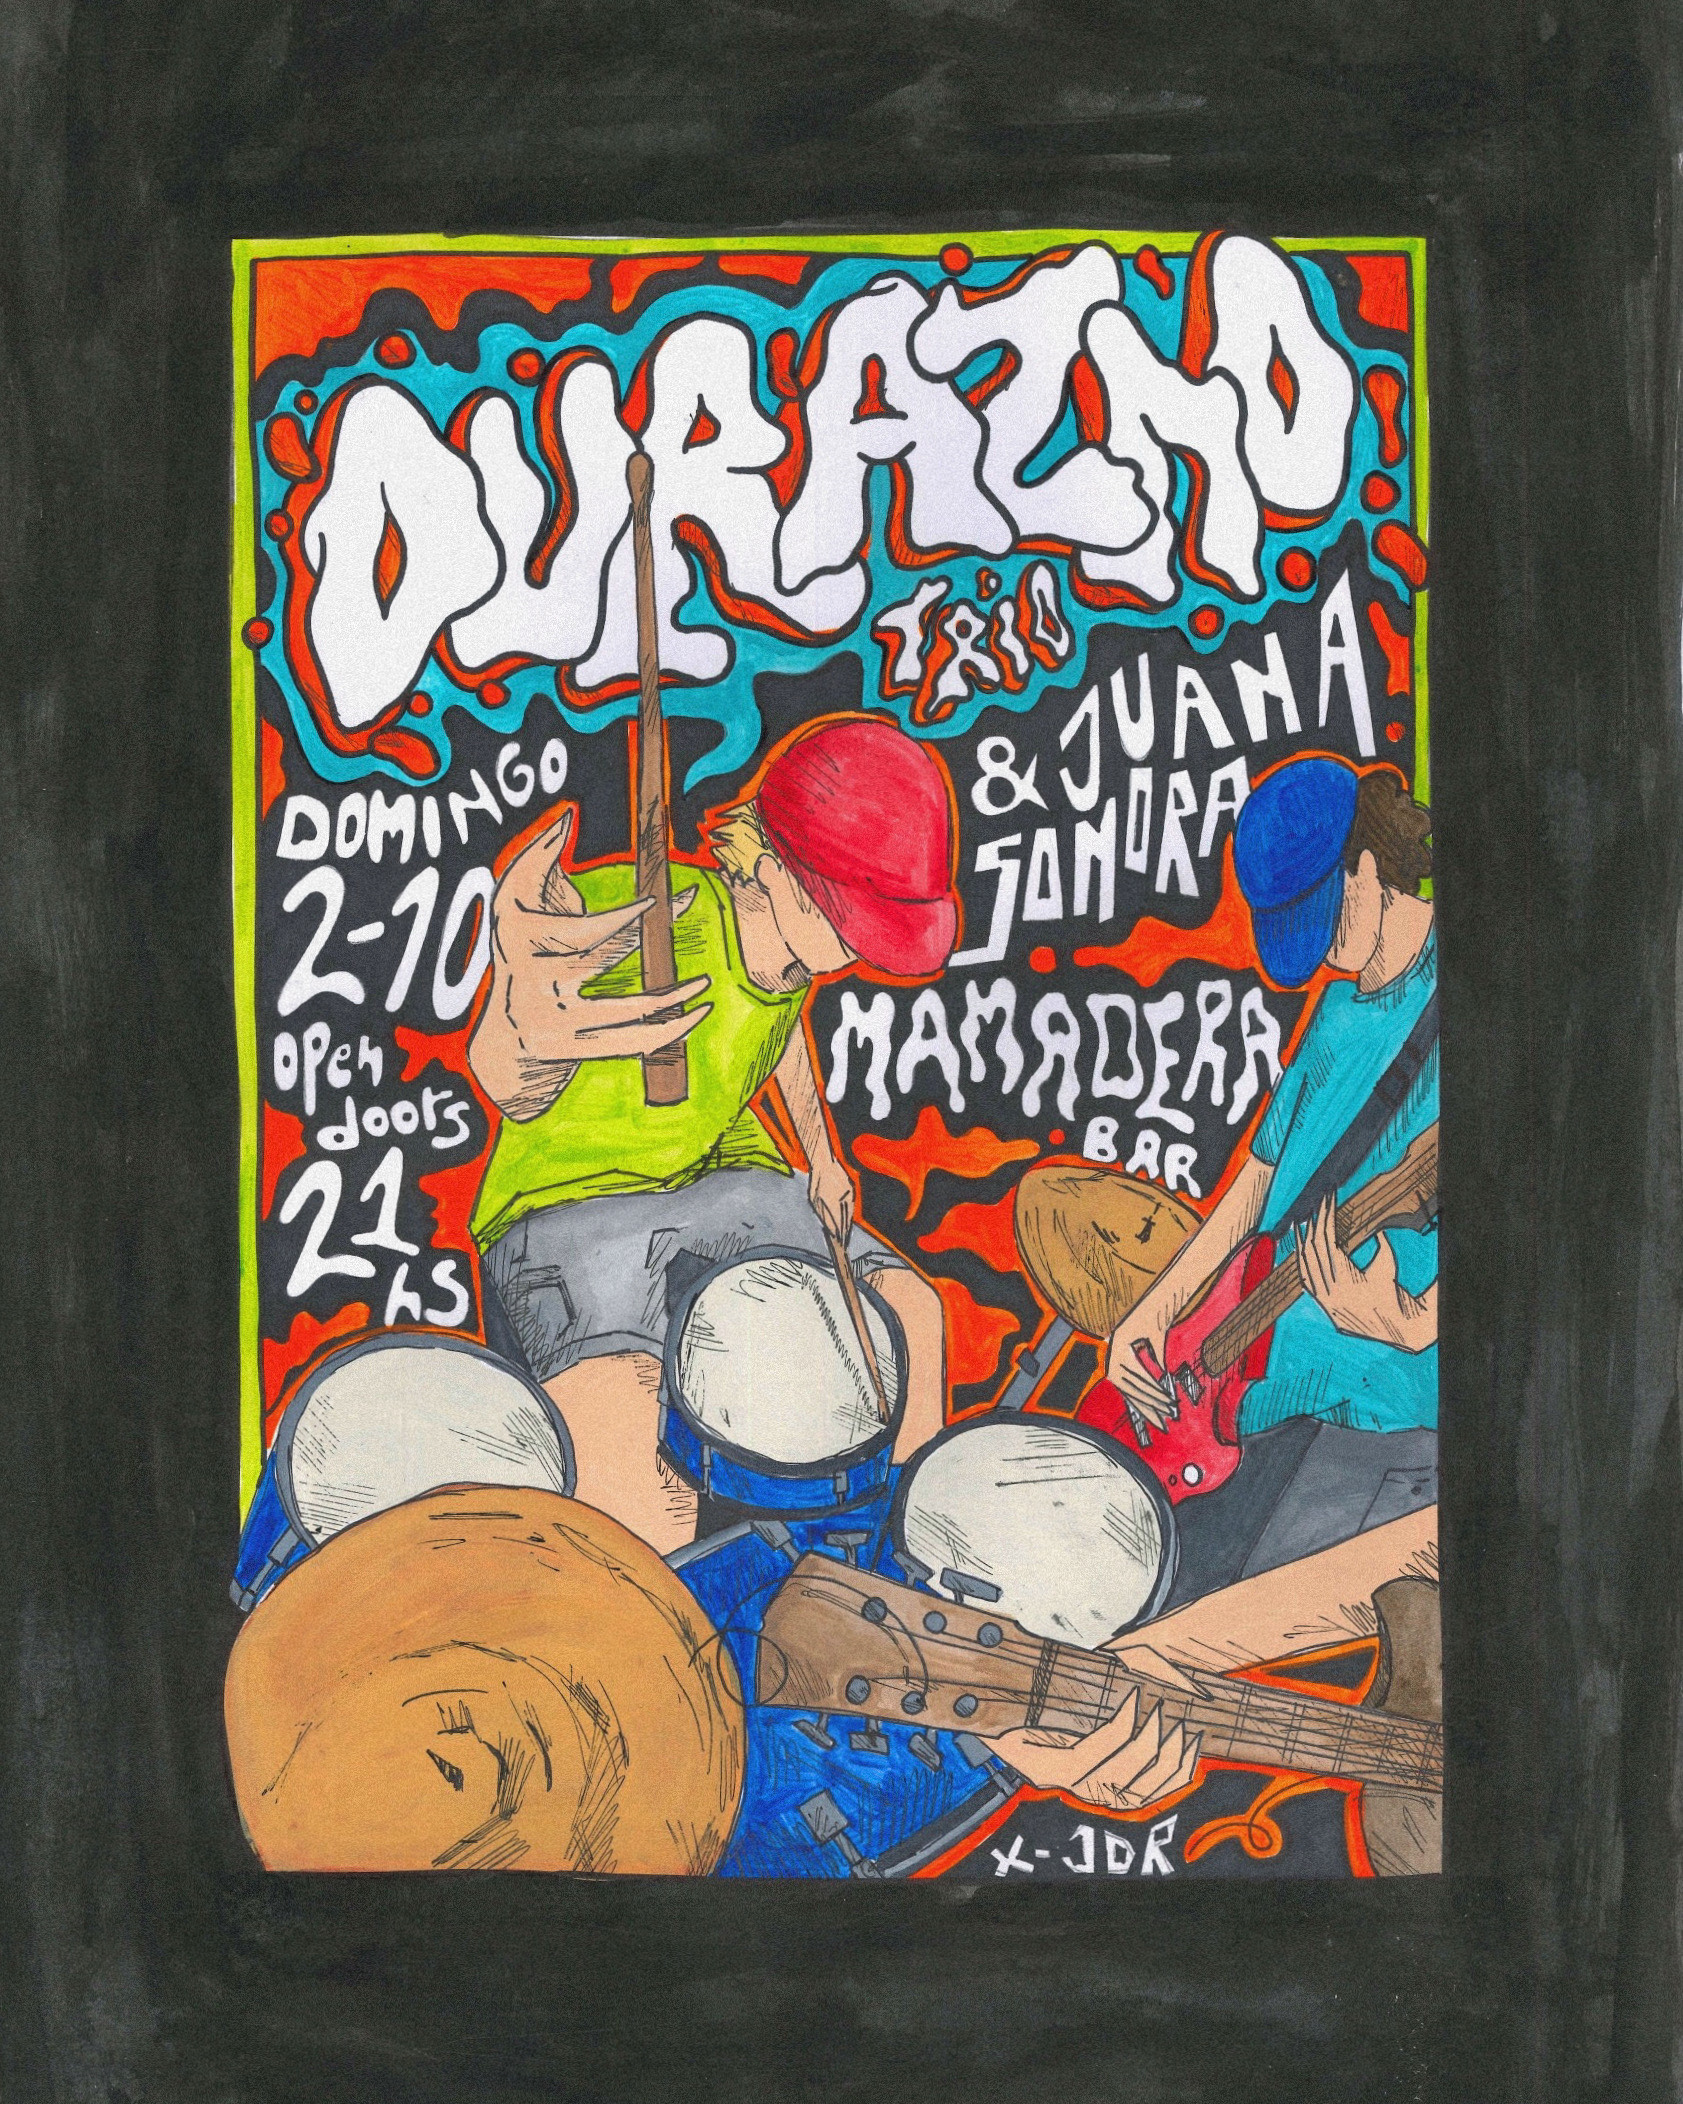 DURAZNO
TRIO
& JUANA
SONORA
DOMINGO
2-10
open
doors
21
hS
MAMADERA
BAR
x-JDR